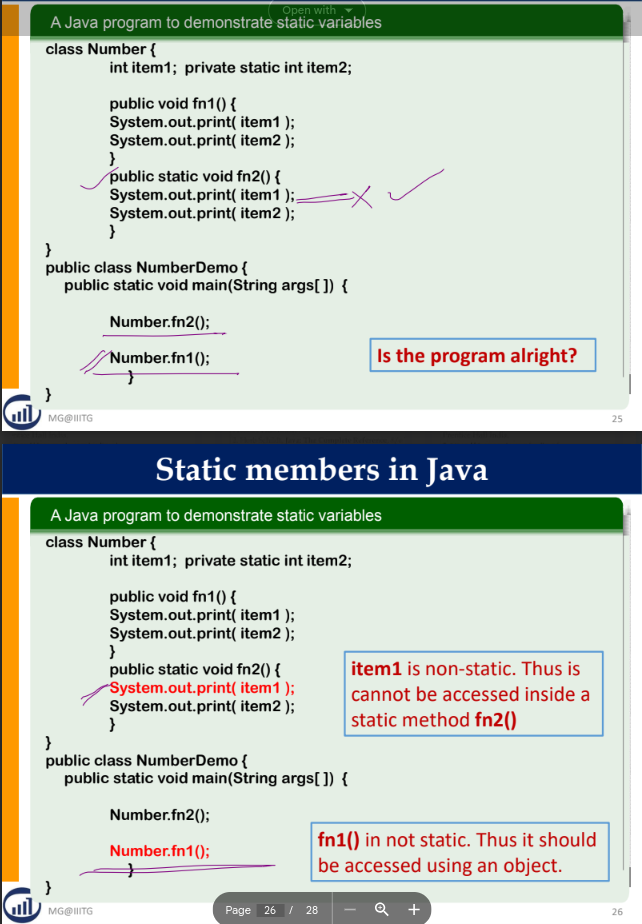 Open with
A Java program to demonstrate static variables
class Number {
int item1; private static int item2;
public void fn1() {
System.out.print( item1 );
System.out.print( item2 );
}
public static void fn2() {
System.out.print( item1 );
System.out.print( item2 );
}
}
public class NumberDemo {
public static void main(String args[ ]) {
Number.fn2();
Number.fn1();
}
}
Is the program alright?
MG@IIITG
25
Static members in Java
A Java program to demonstrate static variables
class Number {
int item1; private static int item2;
public void fn1() {
System.out.print( item1 );
System.out.print( item2 );
}
public static void fn2() {
System.out.print( item1 );
System.out.print( item2 );
}
}
item1 is non-static. Thus is
cannot be accessed inside a
static method fn2()
public class NumberDemo {
public static void main(String args[ ]) {
Number.fn2();
Number.fn1();
}
}
fn1() in not static. Thus it should
be accessed using an object.
MG@IIITG
Page 26 / 28
26